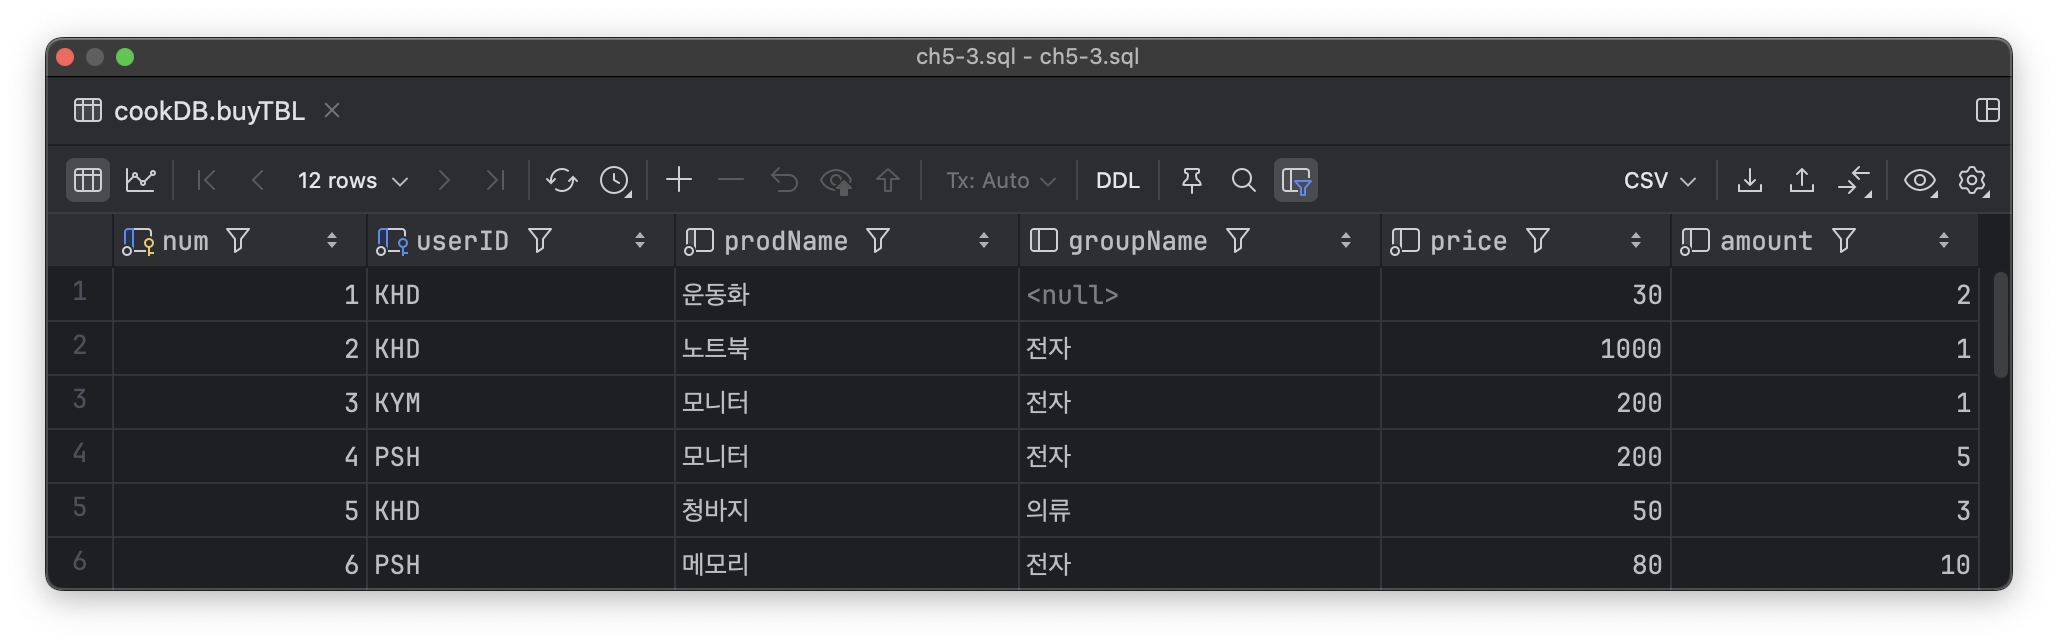 ch5-3.sql - ch5-3.sql
cookDB.buyTBL
12 rows Tx: Auto DDL CSV
num userID prodName groupName price amount
1 1 KHD 운동화 <null> 30 2
2 2 KHD 노트북 전자 1000 1
3 3 KYM 모니터 전자 200 1
4 4 PSH 모니터 전자 200 5
5 5 KHD 청바지 의류 50 3
6 6 PSH 메모리 전자 80 10